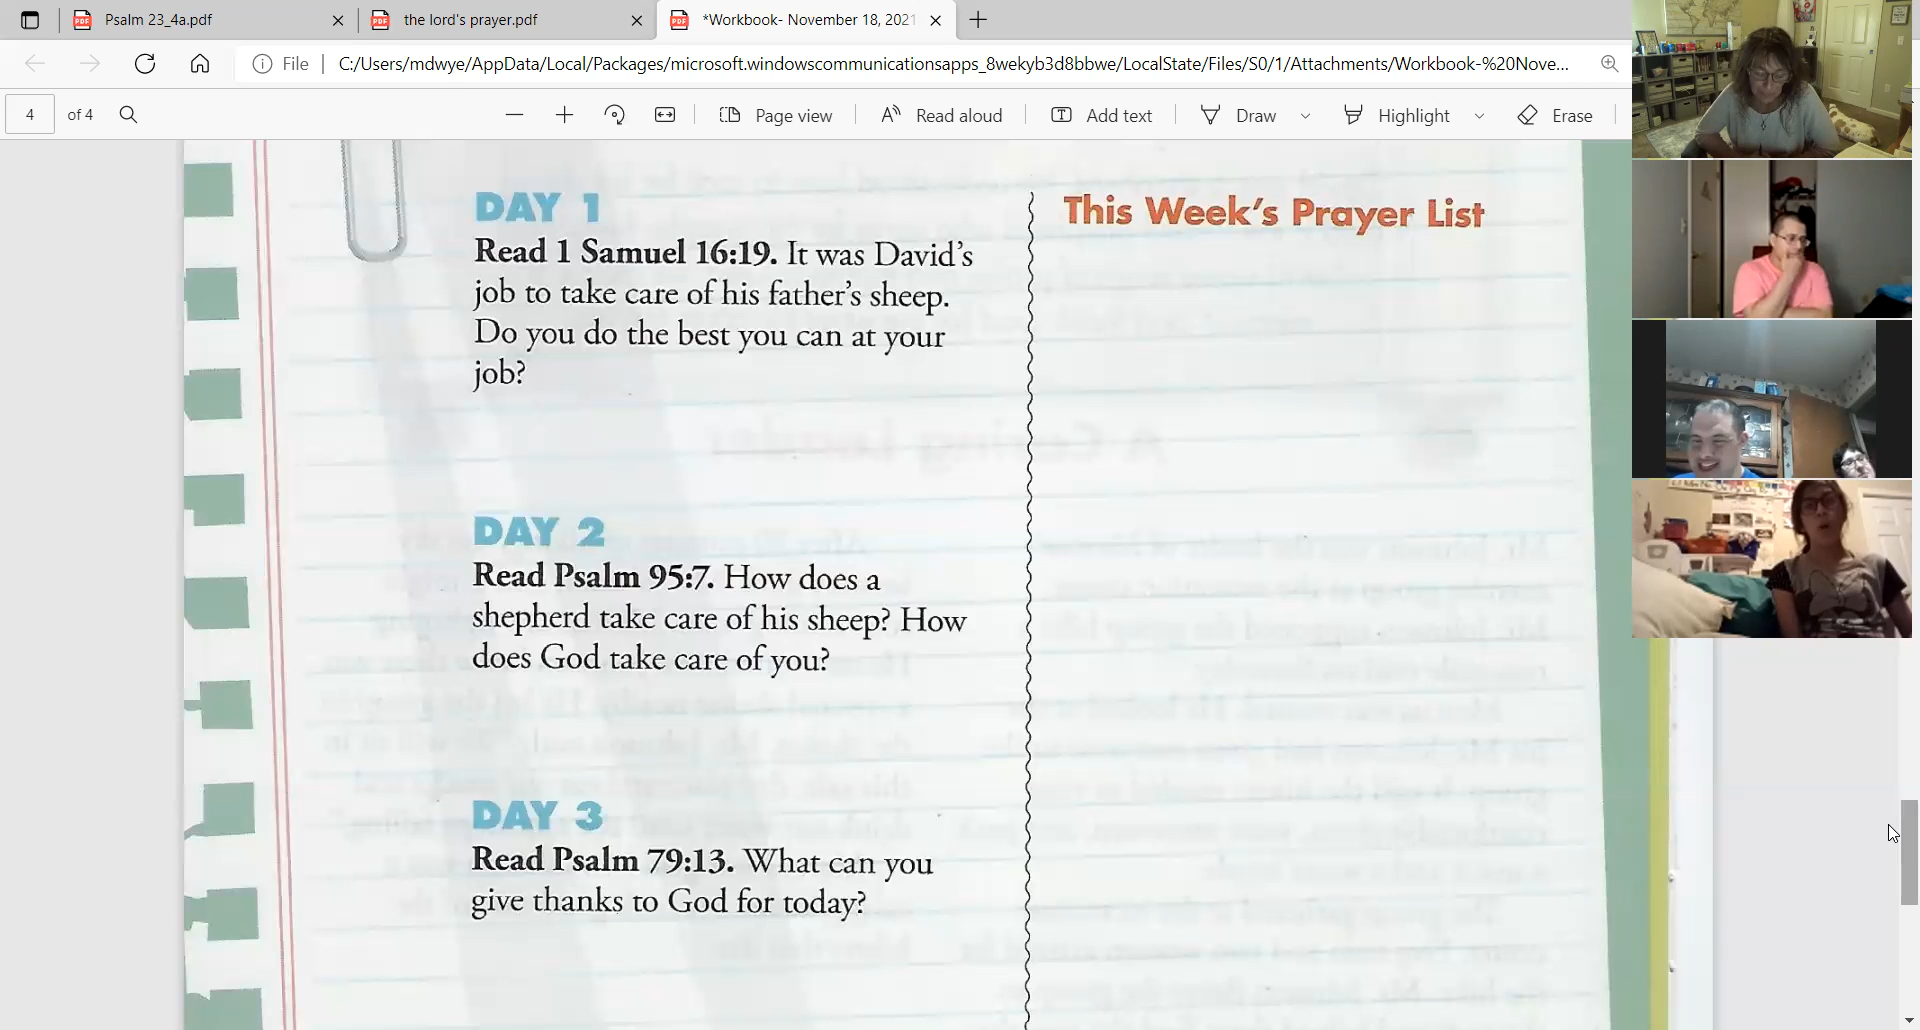 Psalm 23_4a.pdf
the lord's prayer.pdf
*Workbook- November 18, 2021
File
C:/Users/mdwye/AppData/Local/Packages/microsoft.windowscommunicationsapps_8wekyb3d8bbwe/LocalState/Files/S0/1/Attachments/Workbook-%20Nove...
4 of 4
Page view
Read aloud
Add text
Draw
Highlight
Erase
DAY 1
Read 1 Samuel 16:19. It was David's
job to take care of his father's sheep.
Do you do the best you can at your
job?
DAY 2
Read Psalm 95:7. How does a
shepherd take care of his sheep? How
does God take care of you?
DAY 3
Read Psalm 79:13. What can you
give thanks to God for today?
This Week's Prayer List